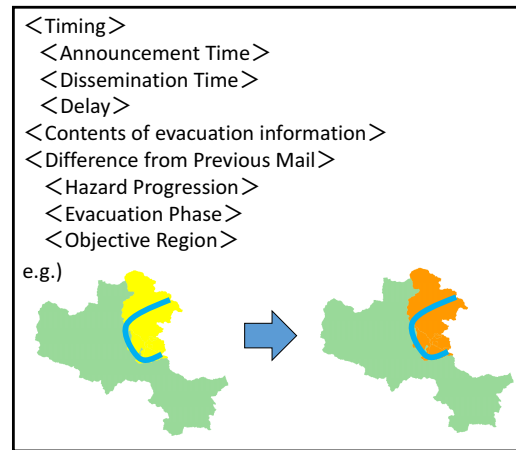 ＜Timing＞
＜Announcement Time＞
＜Dissemination Time＞
＜Delay＞
＜Contents of evacuation information＞
＜Difference from Previous Mail＞
＜Hazard Progression＞
＜Evacuation Phase＞
＜Objective Region＞
e.g.)